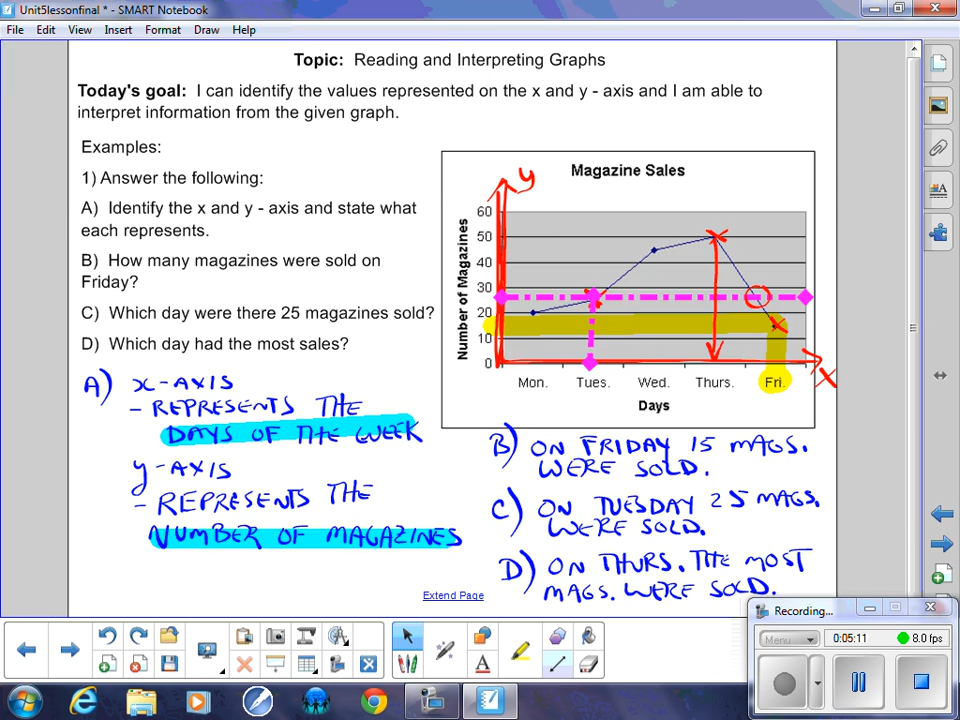 Unit5lessonfinal * - SMART Notebook
File Edit View Insert Format Draw Help
Topic: Reading and Interpreting Graphs
Today's goal: I can identify the values represented on the x and y - axis and I am able to
interpret information from the given graph.
Examples:
1) Answer the following:
A) Identify the x and y - axis and state what
each represents.
B) How many magazines were sold on
Friday?
C) Which day were there 25 magazines sold?
D) Which day had the most sales?
Magazine Sales
y
Number of Magazines
60
50
40
30
20
10
0
Mon. Tues. Wed. Thurs. Fri.
x
Days
A) x-AXIS
- REPRESENTS THE
DAYS OF THE WEEK
y-AXIS
- REPRESENTS THE
NUMBER OF MAGAZINES
B) ON FRIDAY 15 MAGS.
WERE SOLD.
C) ON TUESDAY 25 MAGS.
WERE SOLD.
D) ON THURS. THE MOST
MAGS. WERE SOLD.
Extend Page
Recording...
Menu 0:05:11 8.0 fps